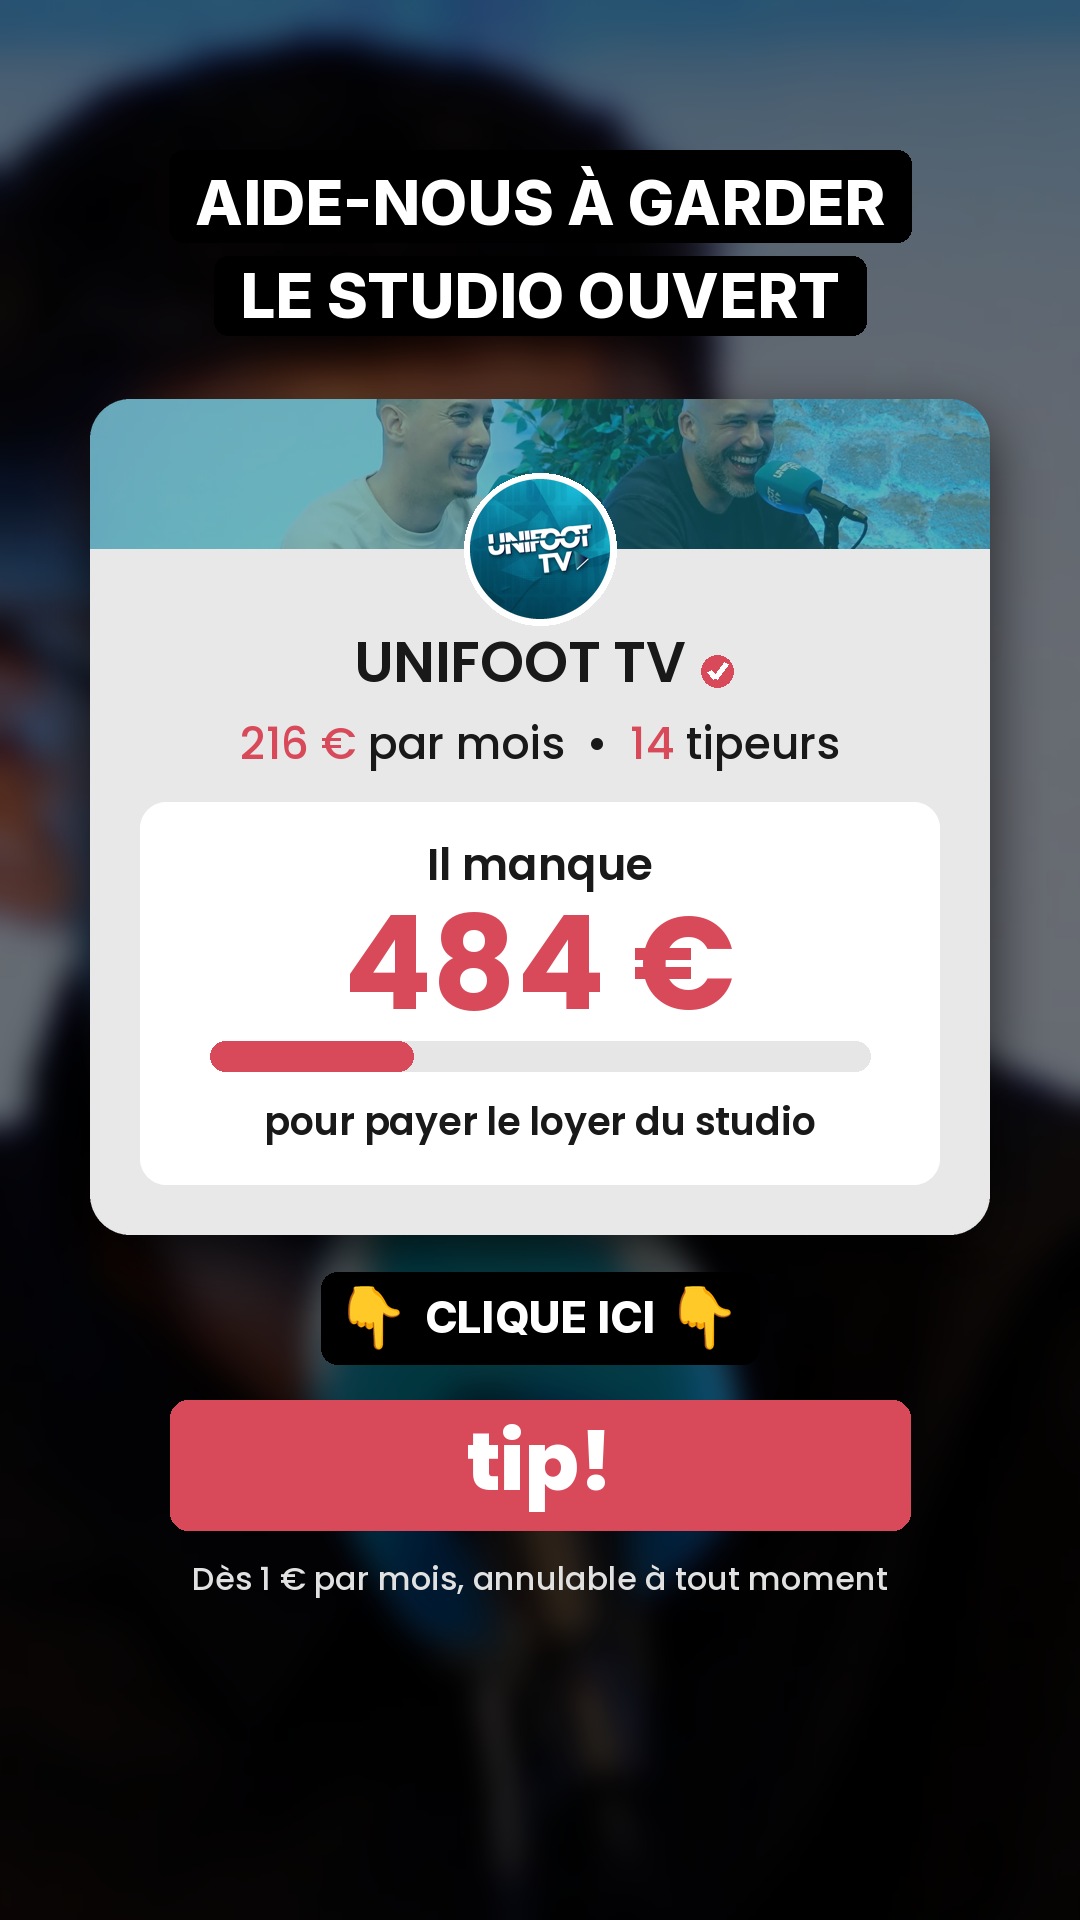 AIDE-NOUS À GARDER
LE STUDIO OUVERT
UNIFOOT
TV
UNIFOOT TV
216 € par mois • 14 tipeurs
Il manque
484 €
pour payer le loyer du studio
👇 CLIQUE ICI 👇
tip!
Dès 1 € par mois, annulable à tout moment